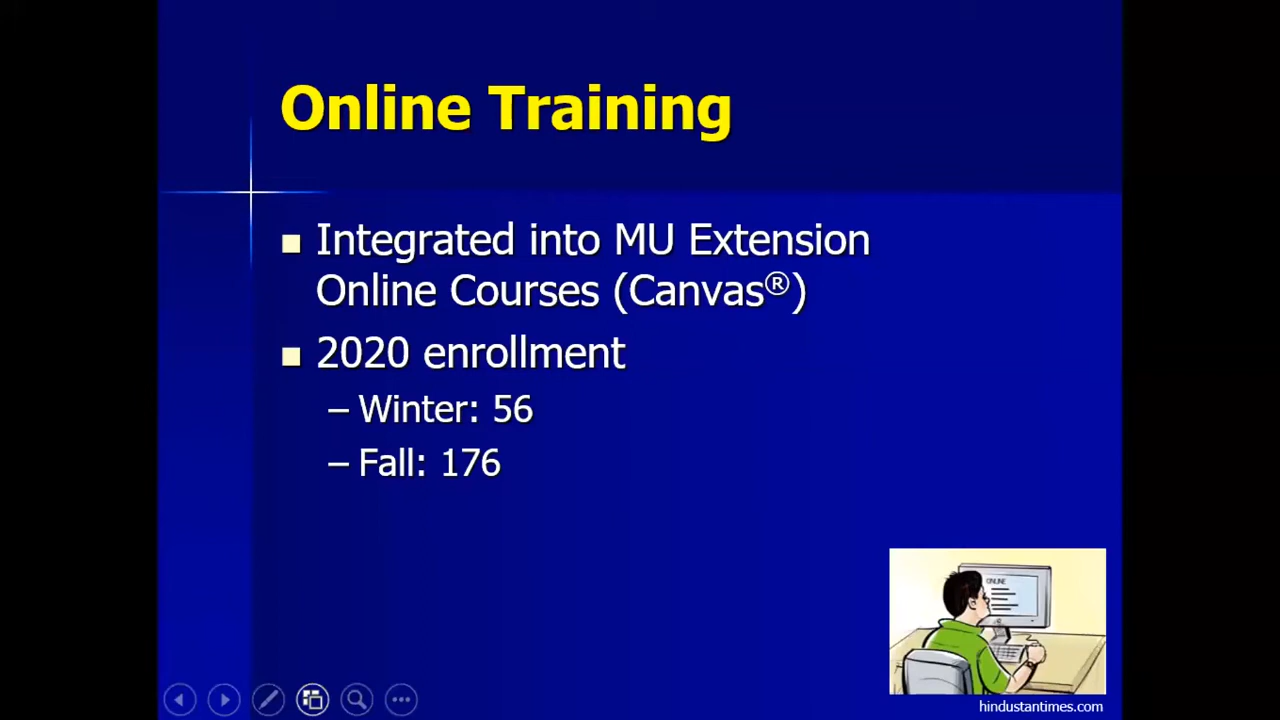 Online Training
Integrated into MU Extension
Online Courses (Canvas®)
2020 enrollment
– Winter: 56
– Fall: 176
ONLINE
hindustantimes.com